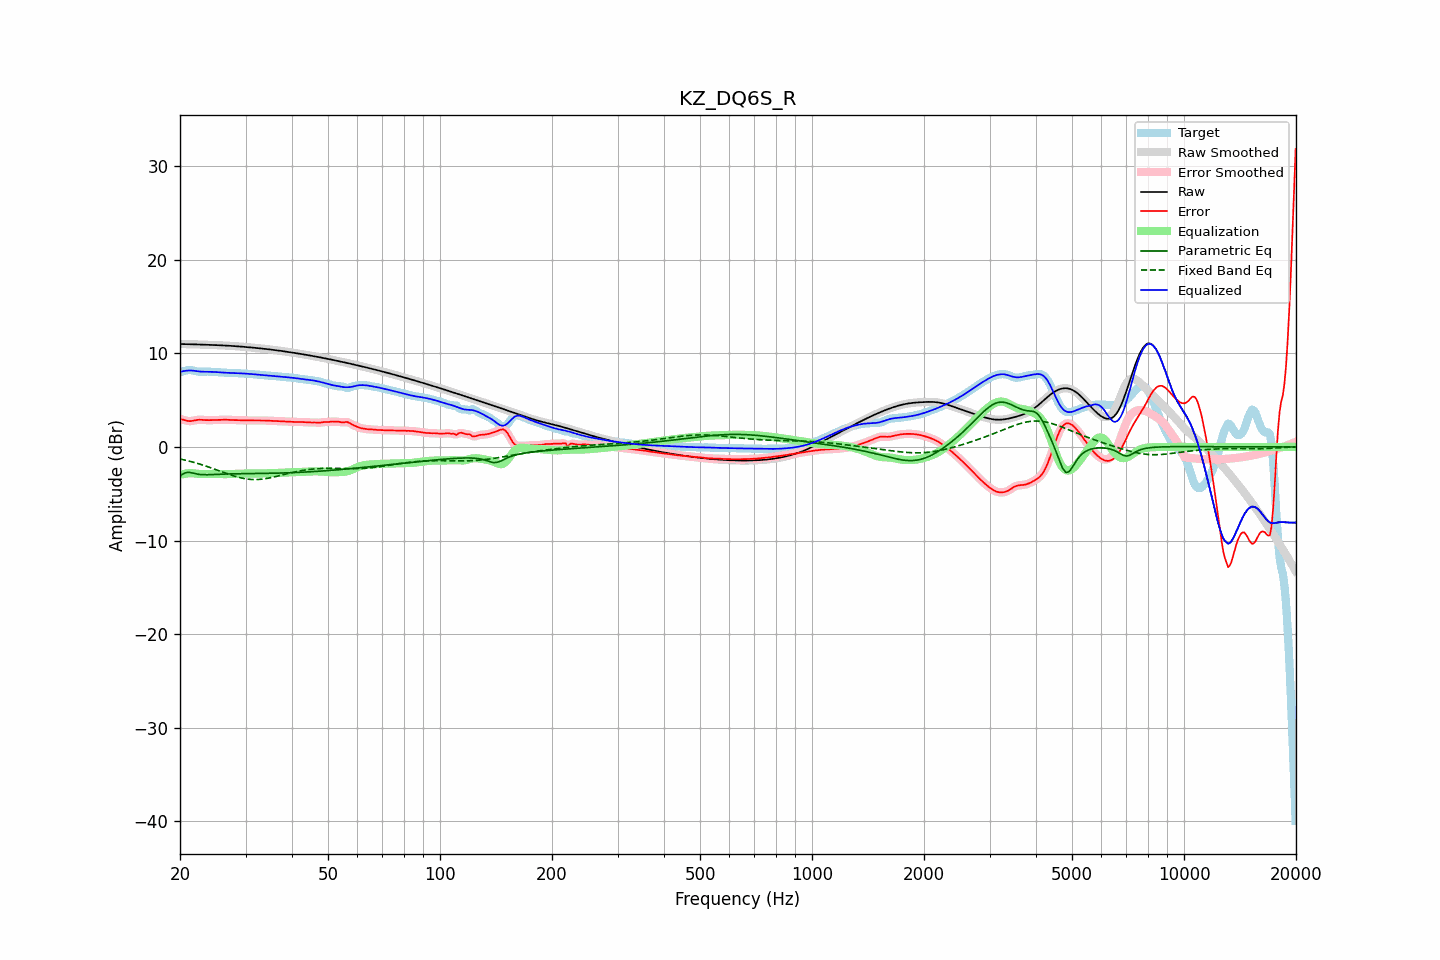 KZ_DQ6S_R
Target
Raw Smoothed
Error Smoothed
Raw
Error
Equalization
Parametric Eq
Fixed Band Eq
Equalized
Amplitude (dBr)
30
20
10
0
−10
−20
−30
−40
20 50 100 200 500 1000 2000 5000 10000 20000
Frequency (Hz)